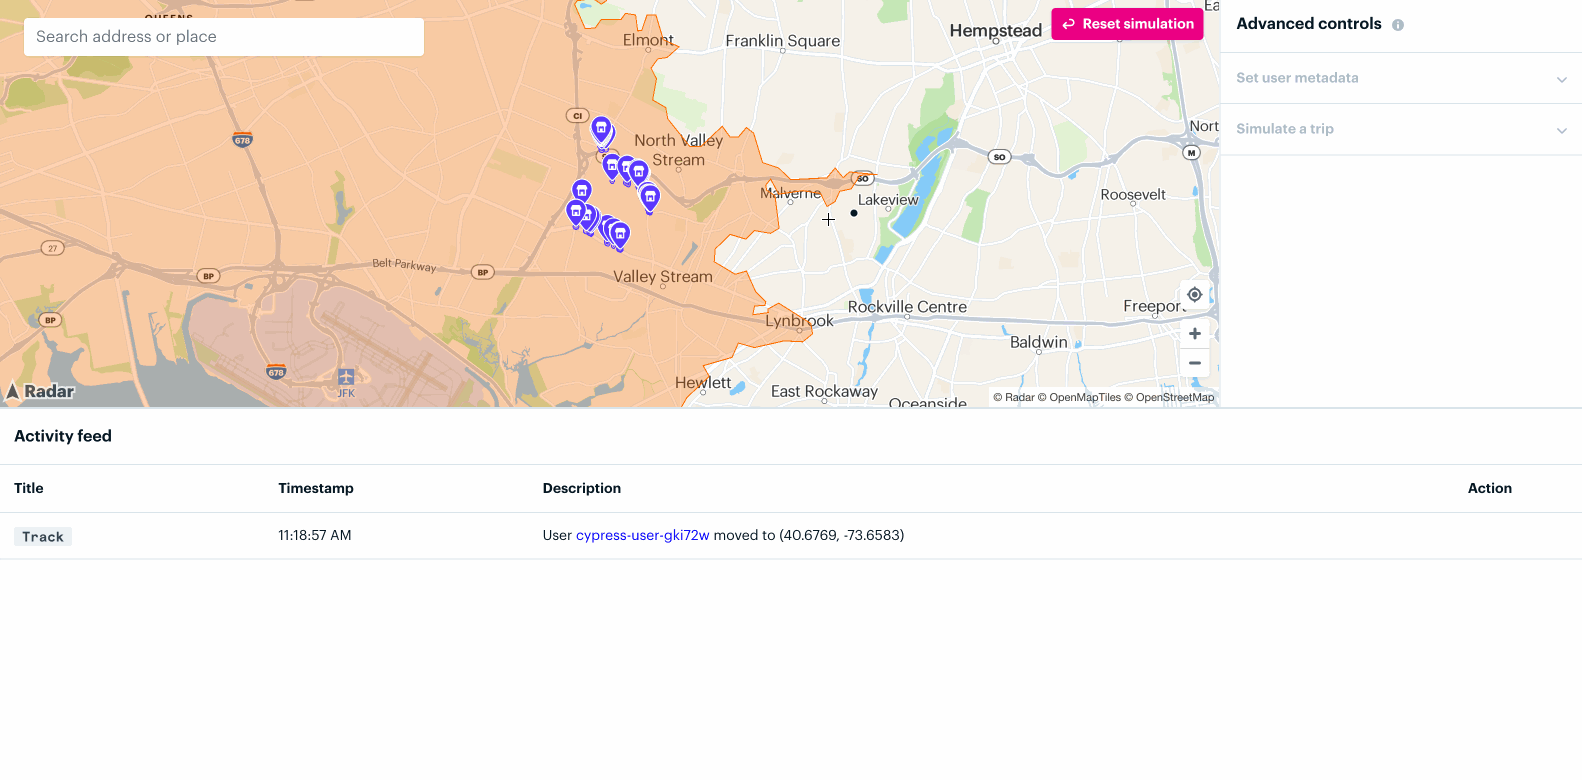 QUEENS
Search address or place
Elmont
Franklin Square
Hempstead
Reset simulation
Advanced controls
Set user metadata
Simulate a trip
CI
678
North Valley
Stream
SO
SO
M
Malverne
Lakeview
Roosevelt
27
BP
Belt Parkway
BP
Valley Stream
BP
Lynbrook
Rockville Centre
Freeport
Baldwin
678
JFK
Hewlett
East Rockaway
Oceanside
Radar
© Radar © OpenMapTiles © OpenStreetMap
Activity feed
Title Timestamp Description Action
Track 11:18:57 AM User cypress-user-gki72w moved to (40.6769, -73.6583)